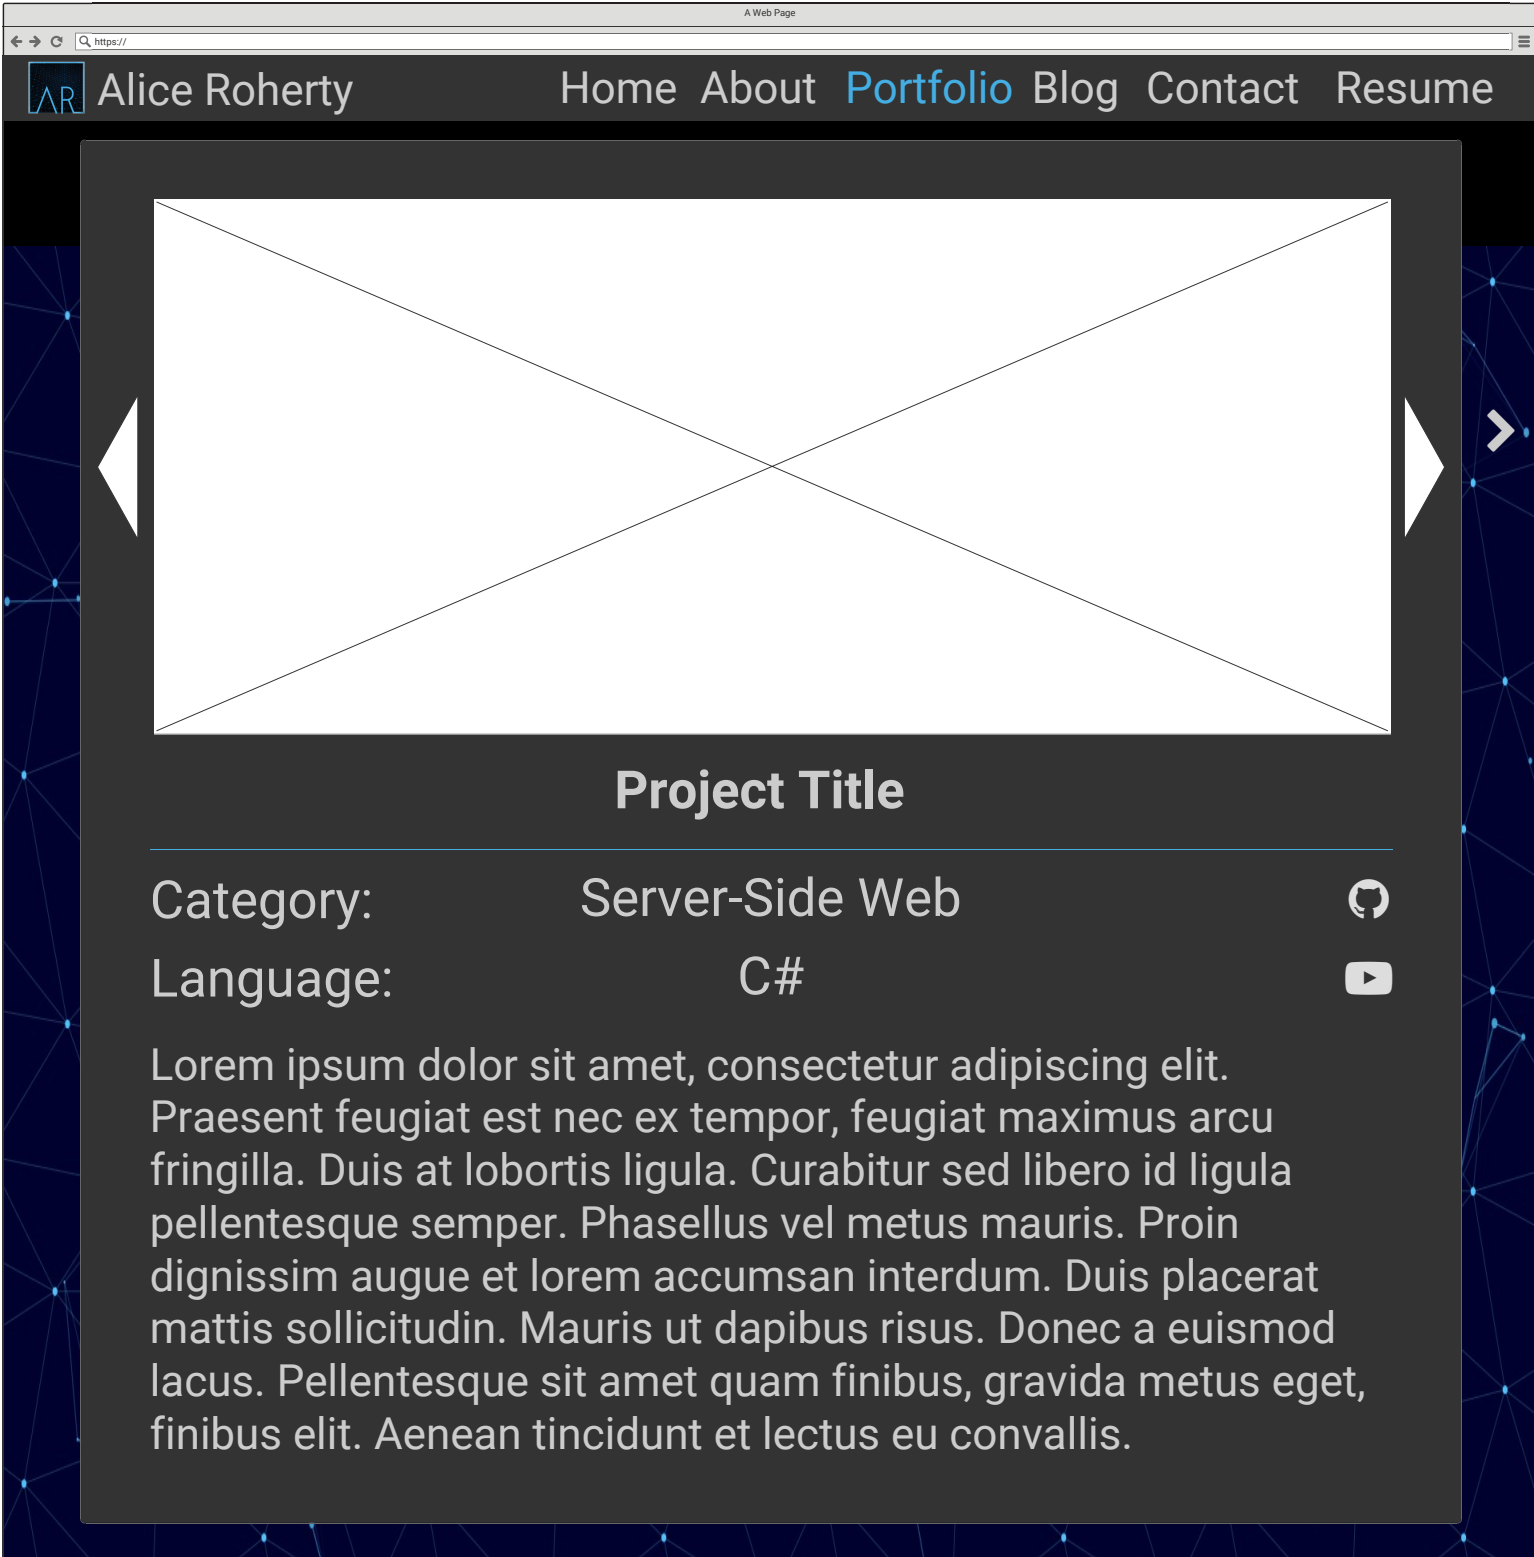 A Web Page
https://
AR Alice Roherty Home About Portfolio Blog Contact Resume
Project Title
Category: Server-Side Web
Language: C#
Lorem ipsum dolor sit amet, consectetur adipiscing elit.
Praesent feugiat est nec ex tempor, feugiat maximus arcu
fringilla. Duis at lobortis ligula. Curabitur sed libero id ligula
pellentesque semper. Phasellus vel metus mauris. Proin
dignissim augue et lorem accumsan interdum. Duis placerat
mattis sollicitudin. Mauris ut dapibus risus. Donec a euismod
lacus. Pellentesque sit amet quam finibus, gravida metus eget,
finibus elit. Aenean tincidunt et lectus eu convallis.